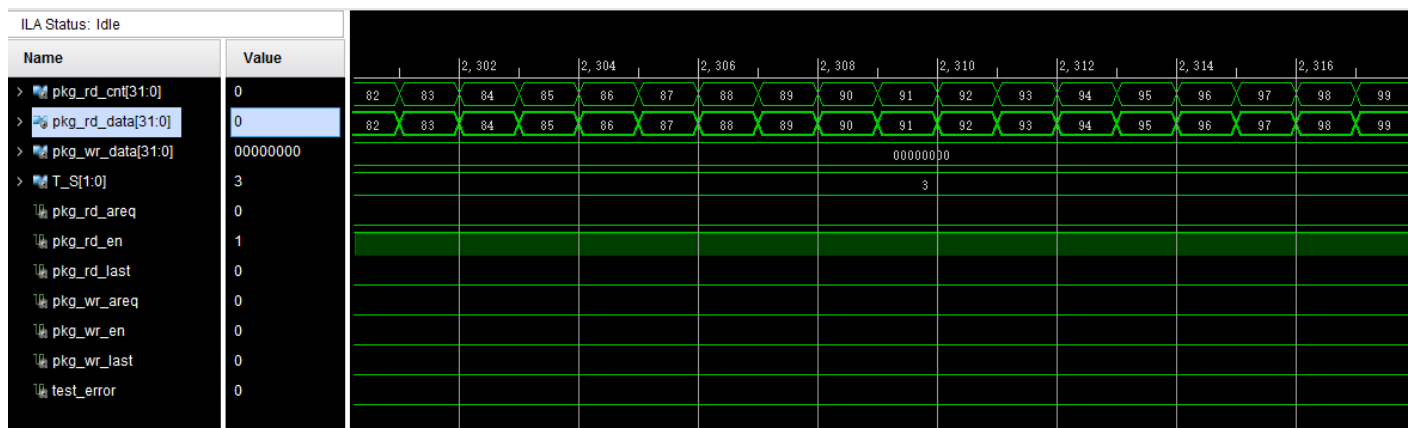 ILA Status: Idle
Name Value
2,302 2,304 2,306 2,308 2,310 2,312 2,314 2,316
> pkg_rd_cnt[31:0] 0 82 83 84 85 86 87 88 89 90 91 92 93 94 95 96 97 98 99
> pkg_rd_data[31:0] 0 82 83 84 85 86 87 88 89 90 91 92 93 94 95 96 97 98 99
> pkg_wr_data[31:0] 00000000 00000000
> T_S[1:0] 3 3
pkg_rd_areq 0
pkg_rd_en 1
pkg_rd_last 0
pkg_wr_areq 0
pkg_wr_en 0
pkg_wr_last 0
test_error 0